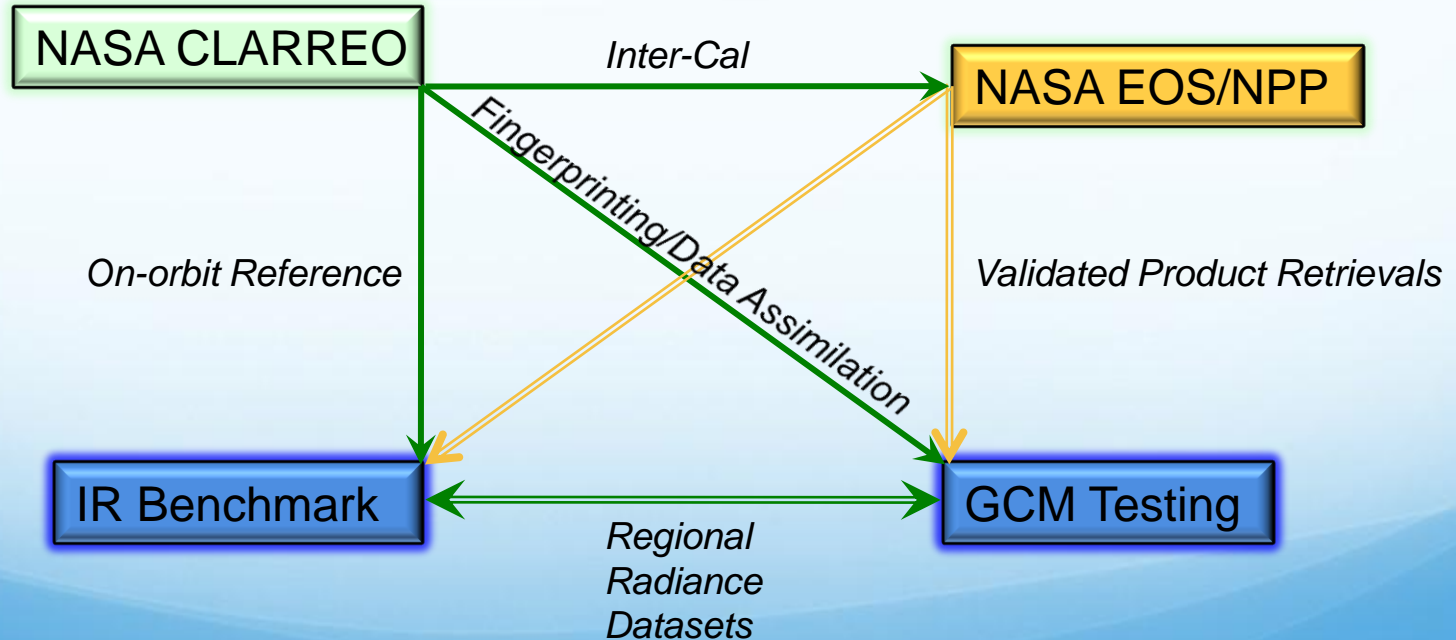 NASA CLARREO
Inter-Cal
NASA EOS/NPP
Fingerprinting/Data Assimilation
On-orbit Reference
Validated Product Retrievals
IR Benchmark
GCM Testing
Regional
Radiance
Datasets